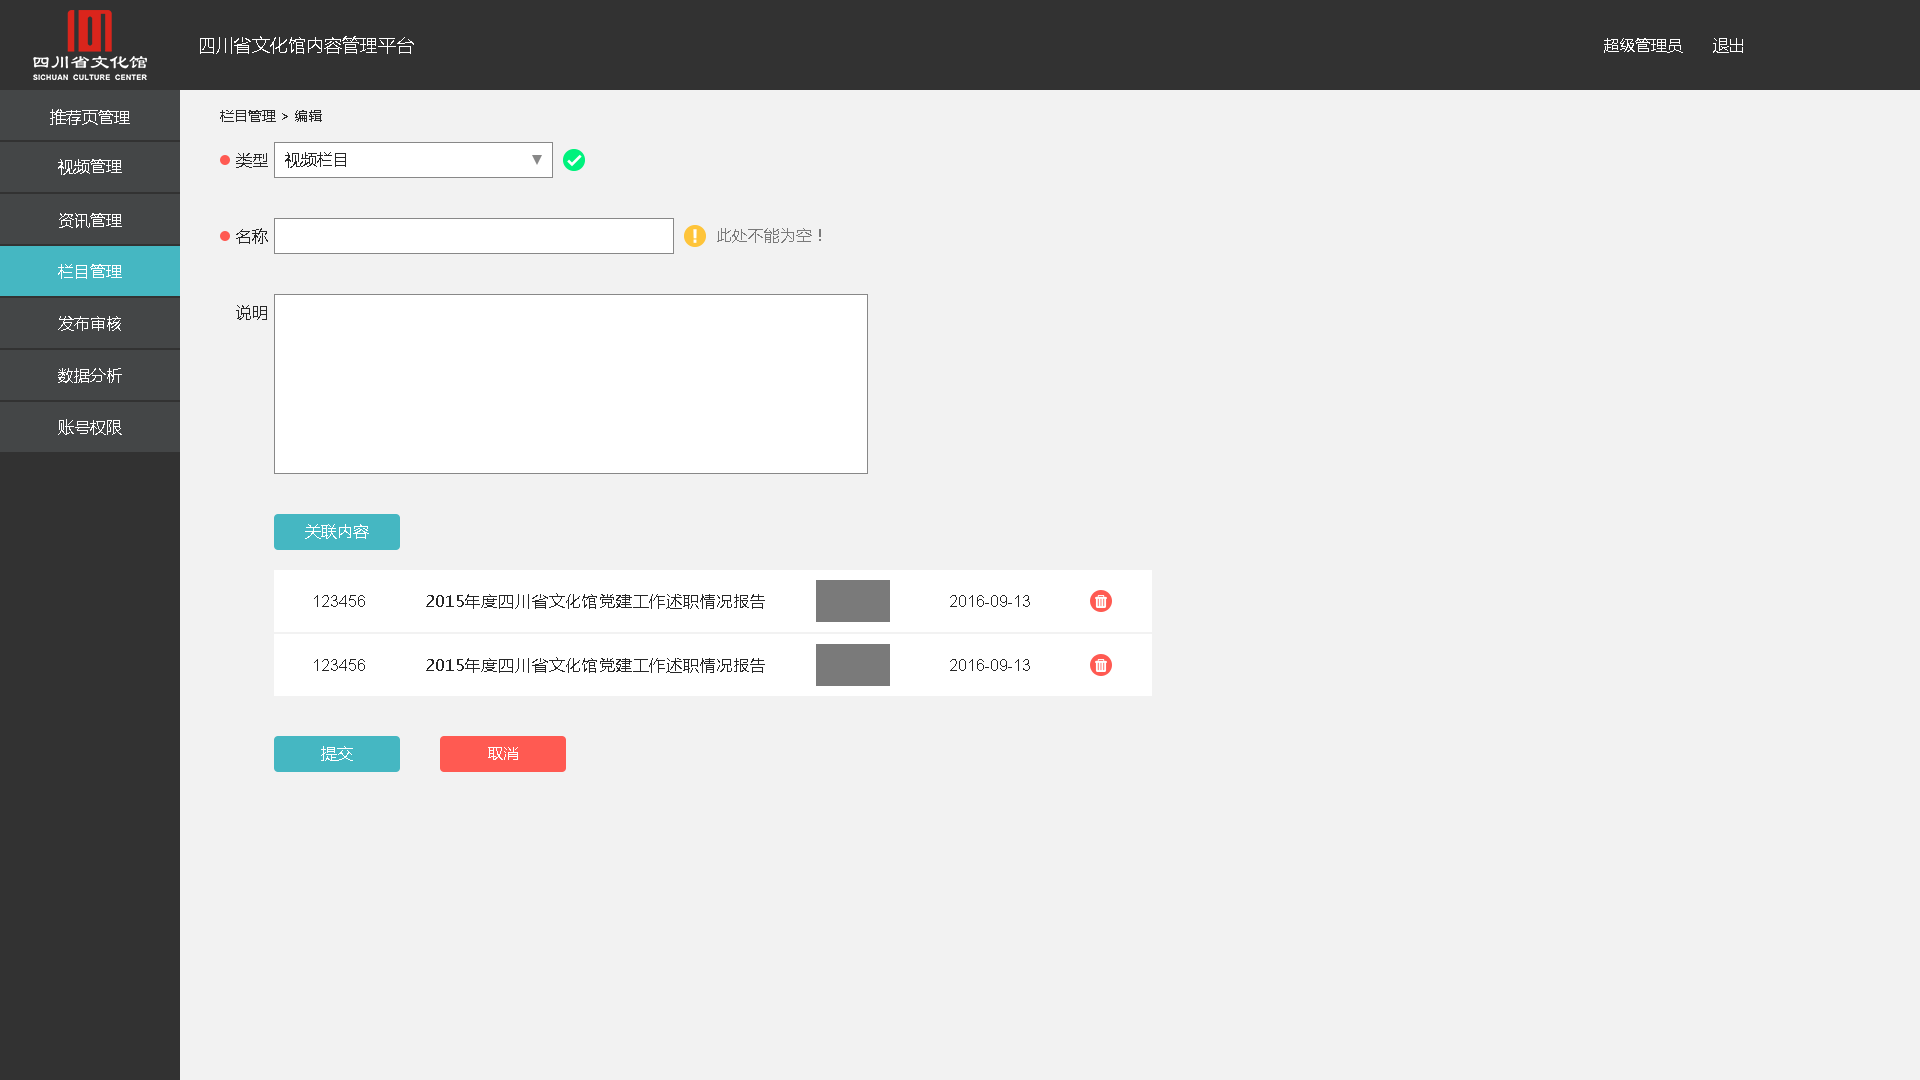 四川省文化馆
SICHUAN CULTURE CENTER
四川省文化馆内容管理平台
超级管理员 退出
推荐页管理
视频管理
资讯管理
栏目管理
发布审核
数据分析
账号权限
栏目管理 > 编辑
类型 视频栏目
名称 此处不能为空！
说明
关联内容
123456 2015年度四川省文化馆党建工作述职情况报告 2016-09-13
123456 2015年度四川省文化馆党建工作述职情况报告 2016-09-13
提交 取消